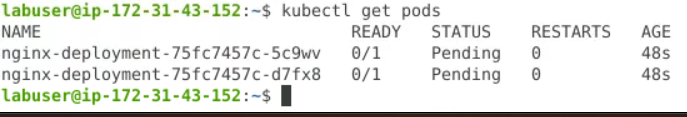 labuser@ip-172-31-43-152:~$ kubectl get pods
NAME READY STATUS RESTARTS AGE
nginx-deployment-75fc7457c-5c9wv 0/1 Pending 0 48s
nginx-deployment-75fc7457c-d7fx8 0/1 Pending 0 48s
labuser@ip-172-31-43-152:~$